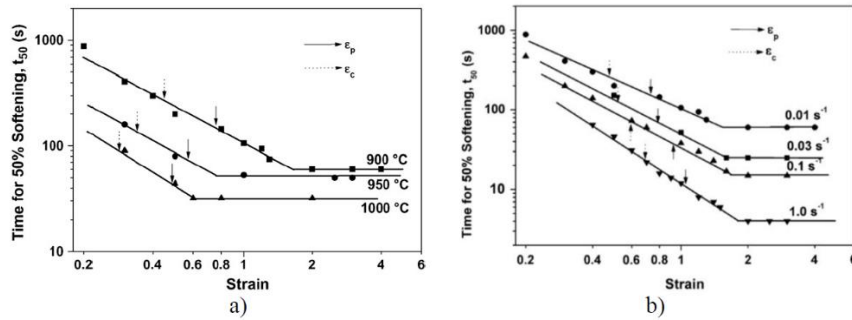 Time for 50% Softening, t50 (s)
1000
100
10
εp
εc
900 °C
950 °C
1000 °C
0.2 0.4 0.6 0.8 1 2 4 6
Strain
a)
Time for 50% Softening, t50 (s)
1000
100
10
εp
εc
0.01 s-1
0.03 s-1
0.1 s-1
1.0 s-1
0.2 0.4 0.6 0.8 1 2 4 6
Strain
b)